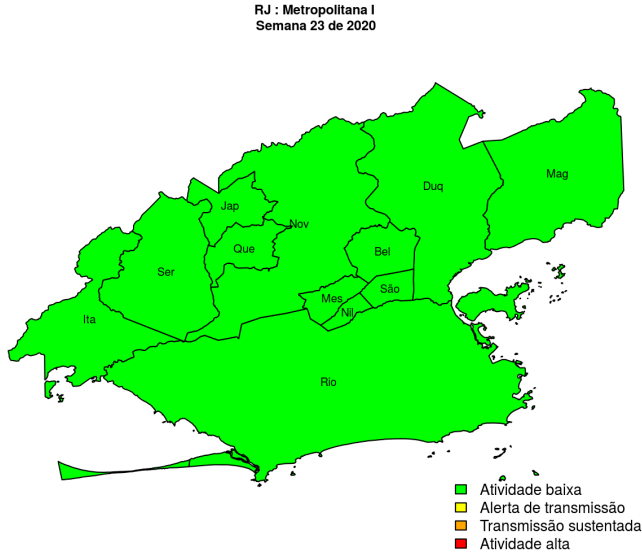 RJ : Metropolitana I
Semana 23 de 2020
Mag
Duq
Jap
Nov
Que
Bel
Ser
São
Mes
Nil
Ita
Rio
Atividade baixa
Alerta de transmissão
Transmissão sustentada
Atividade alta